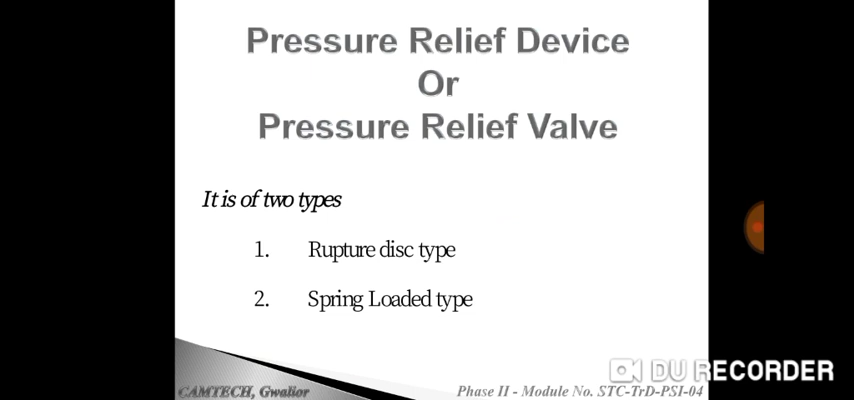 Pressure Relief Device
Or
Pressure Relief Valve
It is of two types
1. Rupture disc type
2. Spring Loaded type
CAMTECH, Gwalior
Phase II - Module No. STC-TrD-PSI-04
DU RECORDER